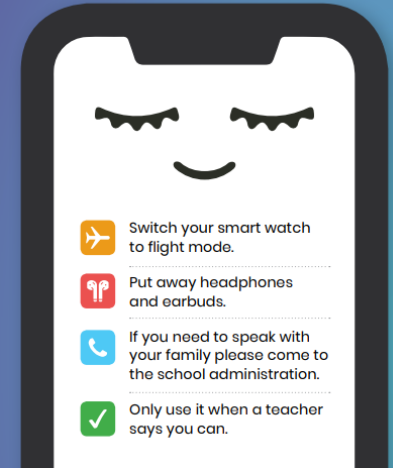 Switch your smart watch
to flight mode.
Put away headphones
and earbuds.
If you need to speak with
your family please come to
the school administration.
Only use it when a teacher
says you can.